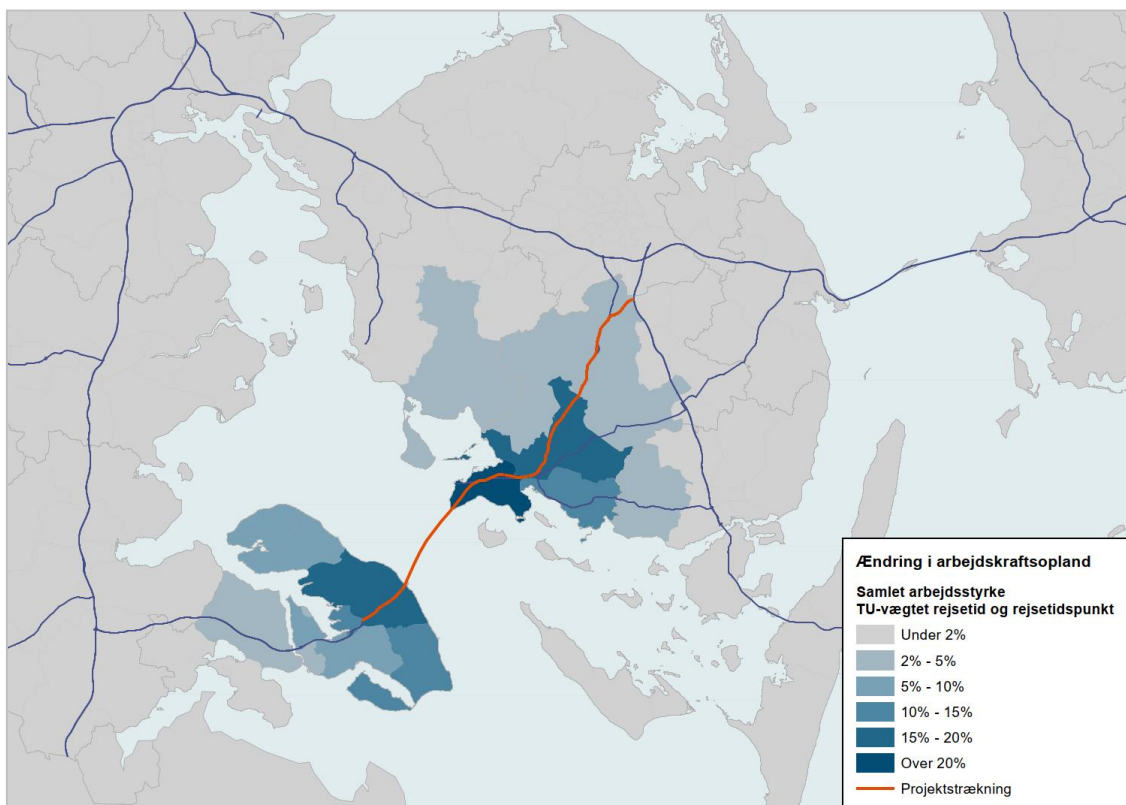 Ændring i arbejdskraftsopland
Samlet arbejdsstyrke
TU-vægtet rejsetid og rejsetidspunkt
Under 2%
2% - 5%
5% - 10%
10% - 15%
15% - 20%
Over 20%
Projektstrækning